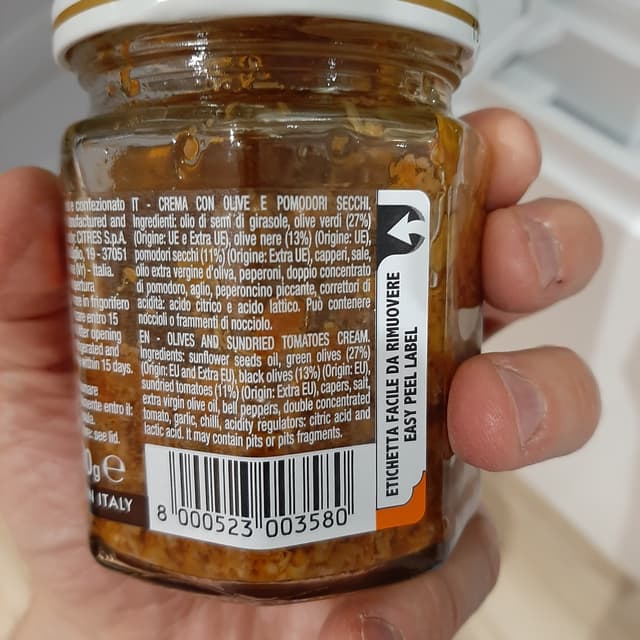 e confezionato
nufactured and
CITRES S.p.A.
19 - 37051
- Italia.
ertura
in frigorifero
entro 15
opening
gerated and
within 15 days.
entro il:
see lid.
0g e
N ITALY
IT - CREMA CON OLIVE E POMODORI SECCHI.
Ingredienti: olio di semi di girasole, olive verdi (27%)
(Origine: UE e Extra UE), olive nere (13%) (Origine: UE),
pomodori secchi (11%) (Origine: Extra UE), capperi, sale,
olio extra vergine d'oliva, peperoni, doppio concentrato
di pomodoro, aglio, peperoncino piccante, correttori di
acidità: acido citrico e acido lattico. Può contenere
noccioli o frammenti di nocciolo.
EN - OLIVES AND SUNDRIED TOMATOES CREAM.
Ingredients: sunflower seeds oil, green olives (27%)
(Origin: EU and Extra EU), black olives (13%) (Origin: EU),
sundried tomatoes (11%) (Origin: Extra EU), capers, salt,
extra virgin olive oil, bell peppers, double concentrated
tomato, garlic, chilli, acidity regulators: citric acid and
lactic acid. It may contain pits or pits fragments.
8 000523 003580
ETICHETTA FACILE DA RIMUOVERE
EASY PEEL LABEL